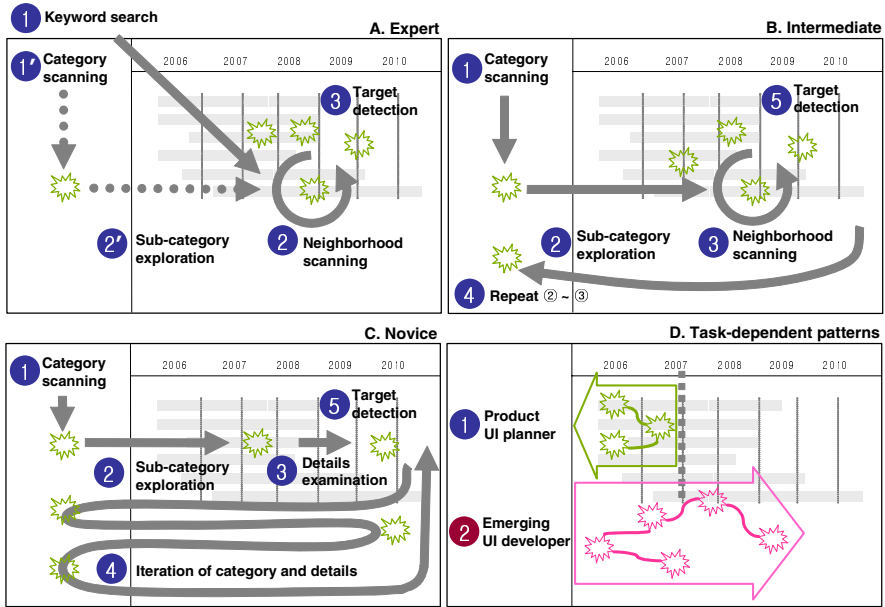 1 Keyword search
A. Expert
1' Category
scanning
2006 2007 2008 2009 2010
3 Target
detection
2' Sub-category
exploration
2 Neighborhood
scanning
B. Intermediate
1 Category
scanning
2006 2007 2008 2009 2010
5 Target
detection
2 Sub-category
exploration
3 Neighborhood
scanning
4 Repeat ② ~ ③
C. Novice
1 Category
scanning
2006 2007 2008 2009 2010
5 Target
detection
2 Sub-category
exploration
3 Details
examination
4 Iteration of category and details
D. Task-dependent patterns
2006 2007 2008 2009 2010
1 Product
UI planner
2 Emerging
UI developer